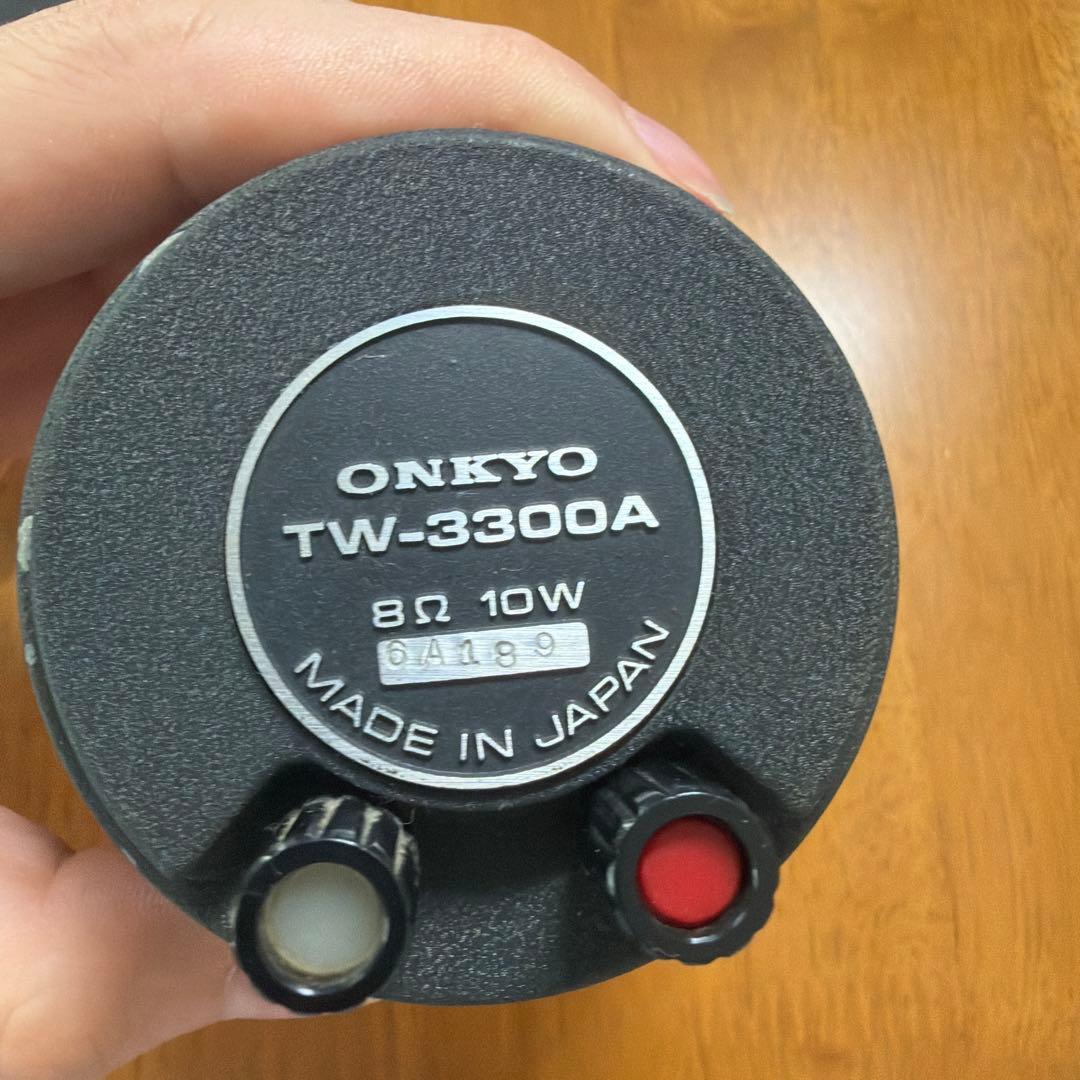 ONKYO
TW-3300A
8Ω 10W
6A189
MADE IN JAPAN